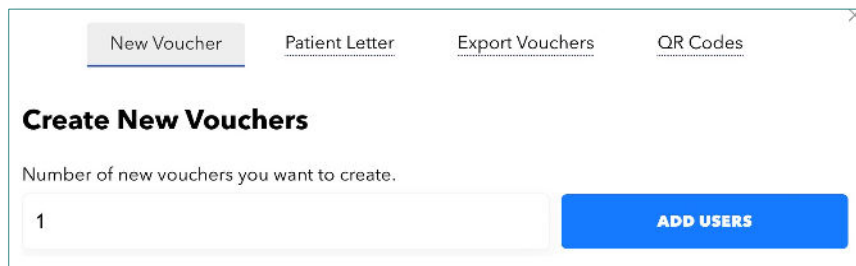 New Voucher Patient Letter Export Vouchers QR Codes
Create New Vouchers
Number of new vouchers you want to create.
1 ADD USERS